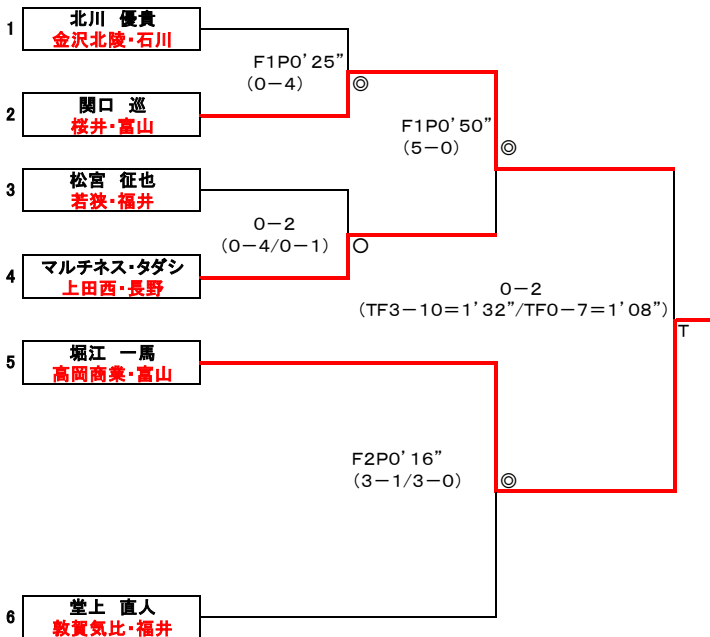 1
北川　優貴
金沢北陵・石川
F1P0’25”
(0－4)
◎
2
関口　巡
桜井・富山
F1P0’50”
(5－0)
◎
3
松宮　征也
若狭・福井
0－2
(0－4/0－1)
○
4
マルチネス・タダシ
上田西・長野
0－2
(TF3－10＝1’32”/TF0－7＝1’08”)
T
5
堀江　一馬
高岡商業・富山
F2P0’16”
(3－1/3－0)
◎
6
堂上　直人
敦賀気比・福井